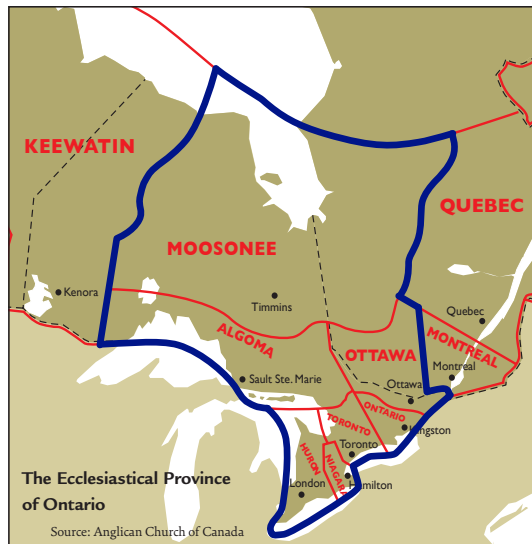 KEEWATIN
QUEBEC
MOOSONEE
Kenora
Timmins
Quebec
ALGOMA
OTTAWA
MONTREAL
Montreal
Sault Ste. Marie
Ottawa
ONTARIO
TORONTO
Kingston
Toronto
HURON
NIAGARA
Hamilton
London
The Ecclesiastical Province
of Ontario
Source: Anglican Church of Canada